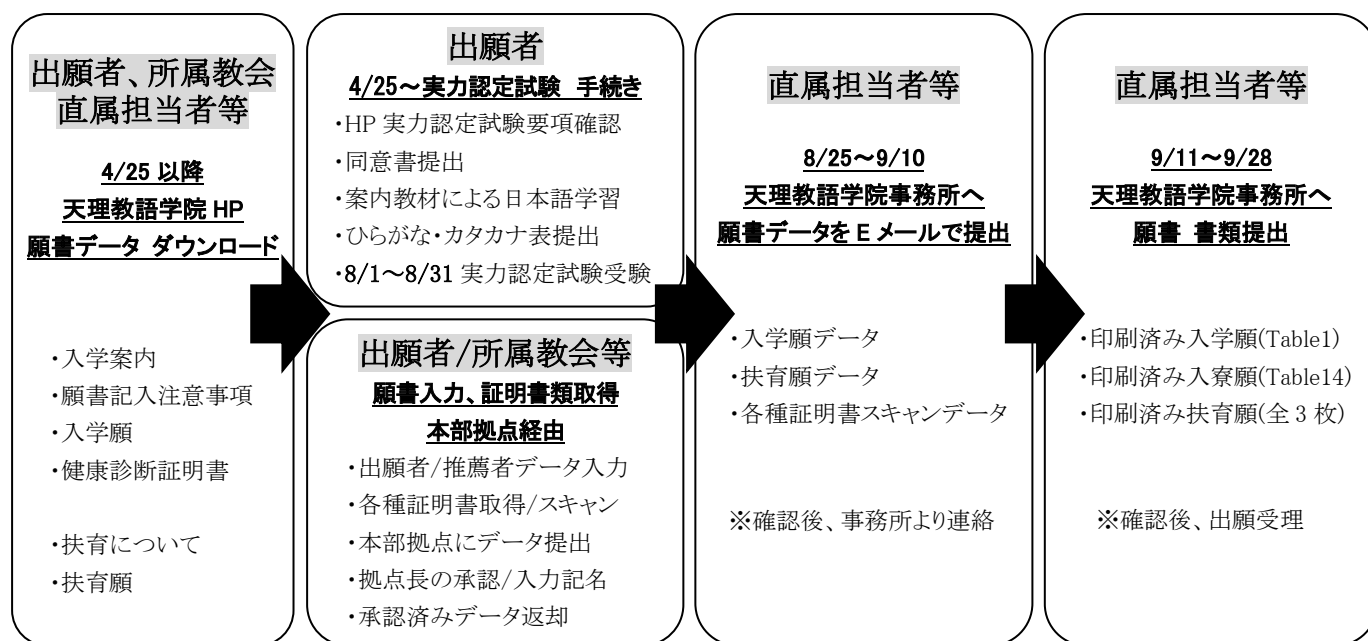 出願者、所属教会
直属担当者等
4/25 以降
天理教語学院 HP
願書データ ダウンロード
・入学案内
・願書記入注意事項
・入学願
・健康診断証明書
・扶育について
・扶育願
出願者
4/25～実力認定試験 手続き
・HP 実力認定試験要項確認
・同意書提出
・案内教材による日本語学習
・ひらがな・カタカナ表提出
・8/1～8/31 実力認定試験受験
出願者/所属教会等
願書入力、証明書類取得
本部拠点経由
・出願者/推薦者データ入力
・各種証明書取得/スキャン
・本部拠点にデータ提出
・拠点長の承認/入力記名
・承認済みデータ返却
直属担当者等
8/25～9/10
天理教語学院事務所へ
願書データを E メールで提出
・入学願データ
・扶育願データ
・各種証明書スキャンデータ
※確認後、事務所より連絡
直属担当者等
9/11～9/28
天理教語学院事務所へ
願書 書類提出
・印刷済み入学願(Table1)
・印刷済み入寮願(Table14)
・印刷済み扶育願(全 3 枚)
※確認後、出願受理